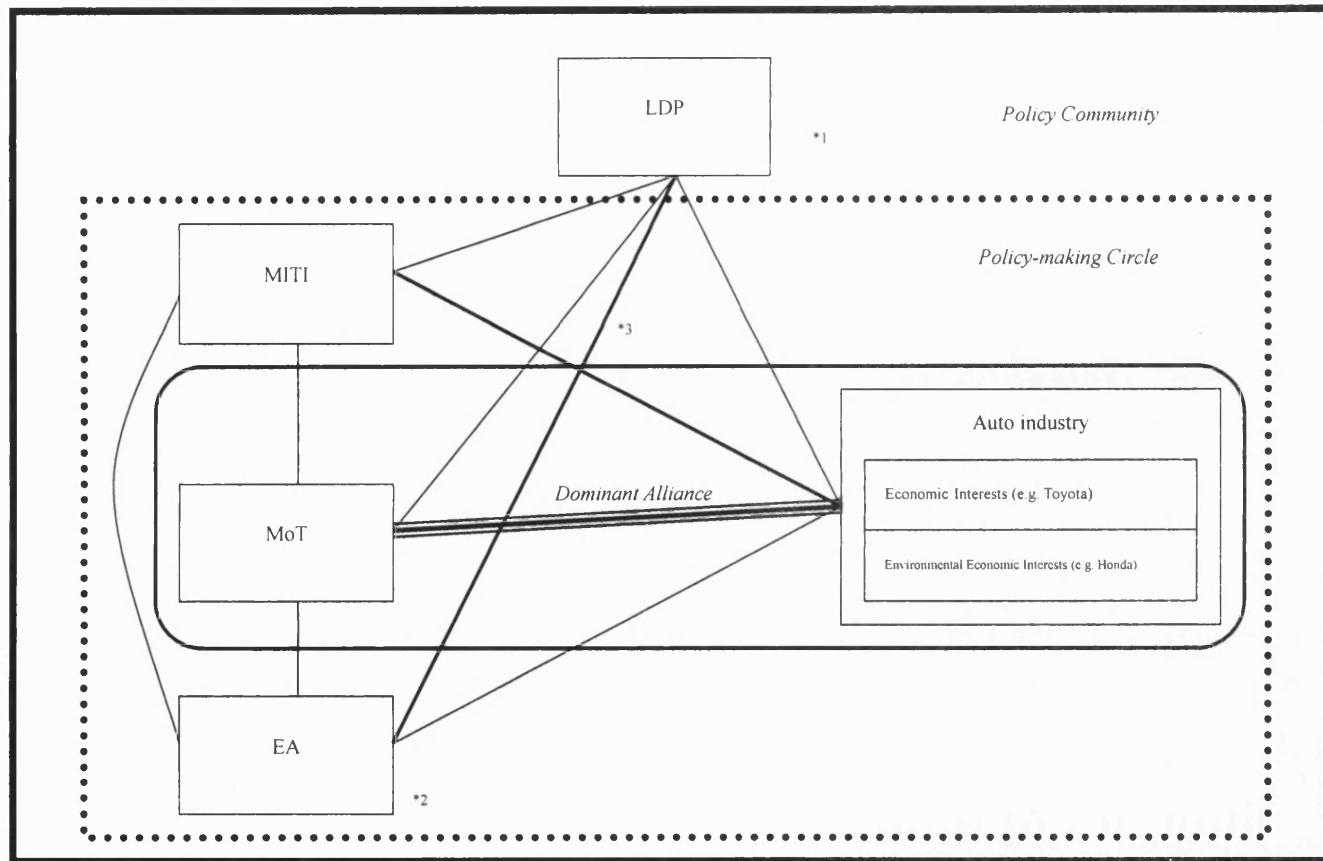 LDP
Policy Community
*1
MITI
Policy-making Circle
*3
Auto industry
Dominant Alliance
Economic Interests (e.g. Toyota)
MoT
Environmental Economic Interests (e g. Honda)
EA
*2